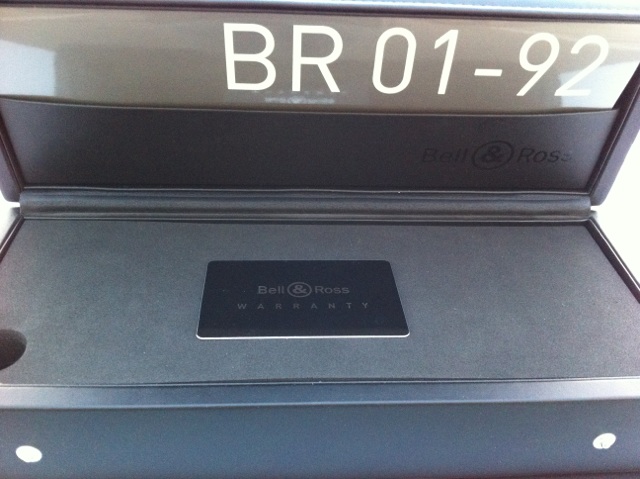 BR 01-92
Bell & Ross
Bell & Ross
WARRANTY